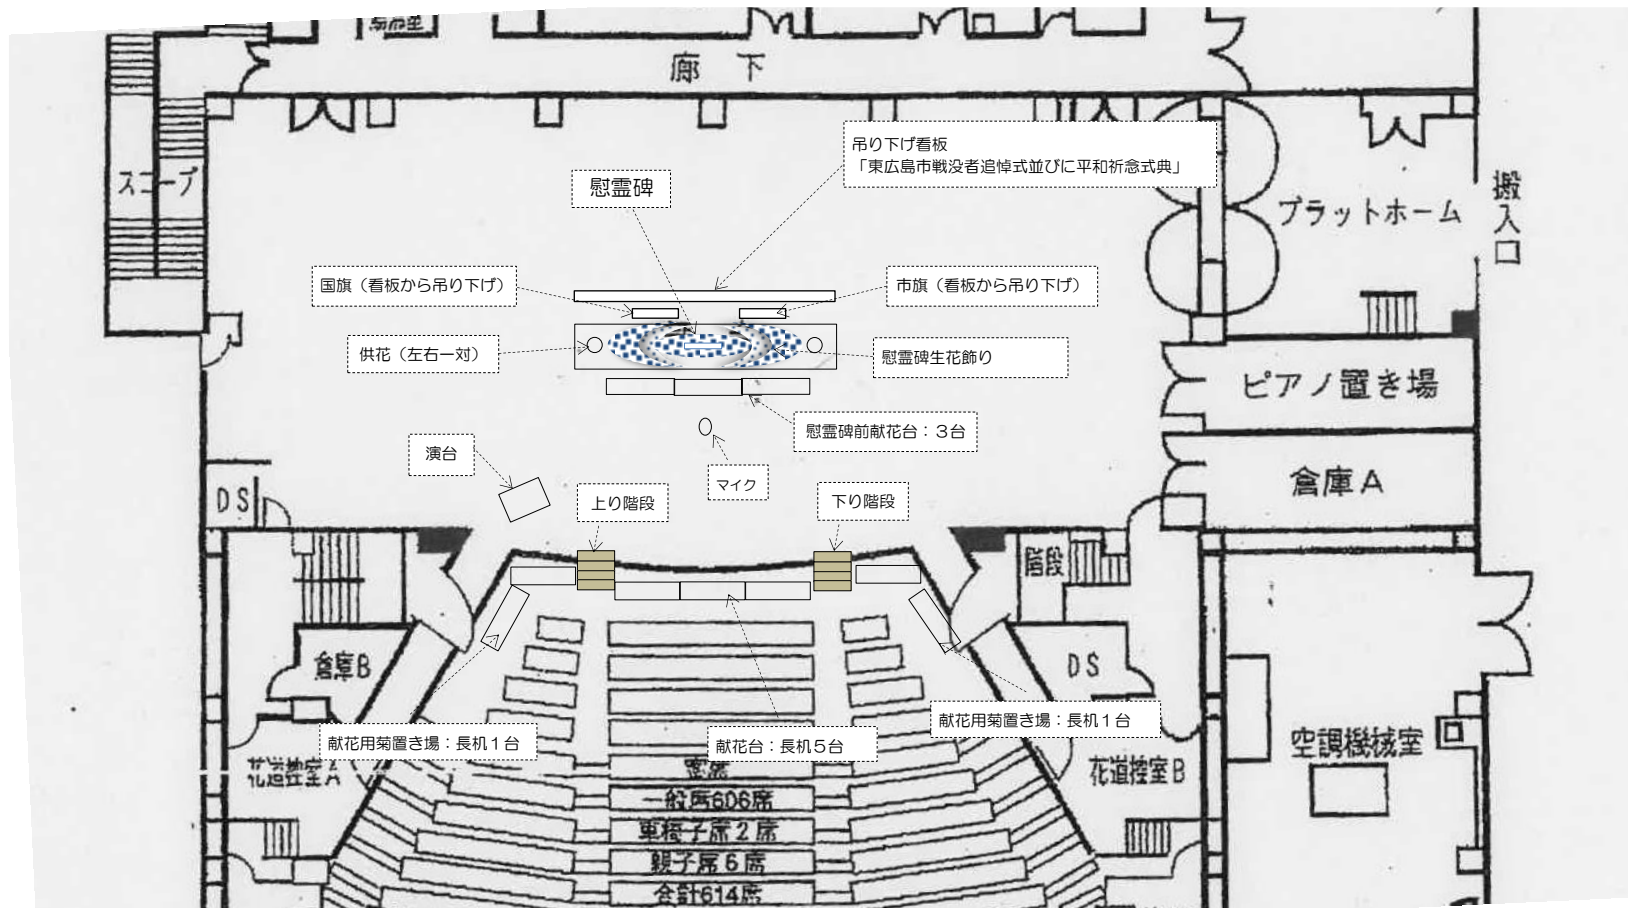 廊 下
吊り下げ看板
「東広島市戦没者追悼式並びに平和祈念式典」
慰霊碑
スコープ
搬入口
プラットホーム
国旗（看板から吊り下げ）
市旗（看板から吊り下げ）
供花（左右一対）
慰霊碑生花飾り
ピアノ置き場
慰霊碑前献花台：３台
演台
マイク
倉庫A
DS
上り階段
下り階段
階段
倉庫B
DS
献花用菊置き場：長机１台
献花用菊置き場：長机１台
献花台：長机５台
空調機械室
花道控室A
客席
花道控室B
一般席606席
車椅子席2席
親子席6席
合計614席